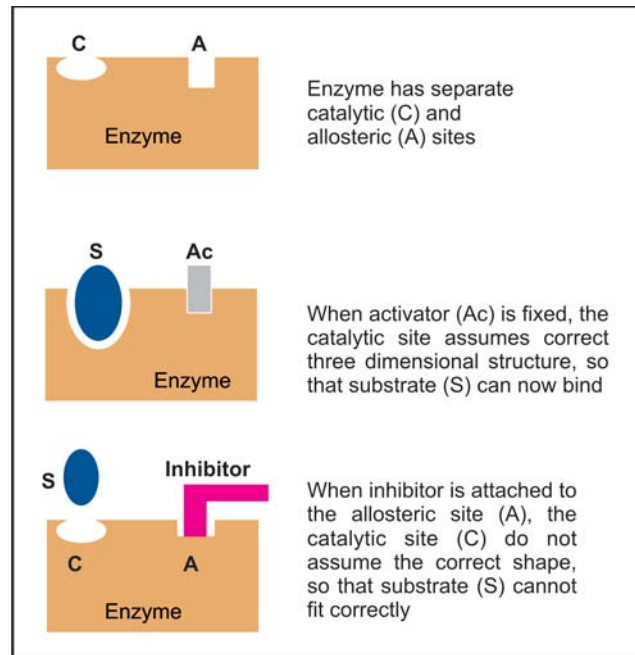 C A
Enzyme
Enzyme has separate
catalytic (C) and
allosteric (A) sites
S Ac
Enzyme
When activator (Ac) is fixed, the
catalytic site assumes correct
three dimensional structure, so
that substrate (S) can now bind
S
Inhibitor
C A
Enzyme
When inhibitor is attached to
the allosteric site (A), the
catalytic site (C) do not
assume the correct shape,
so that substrate (S) cannot
fit correctly